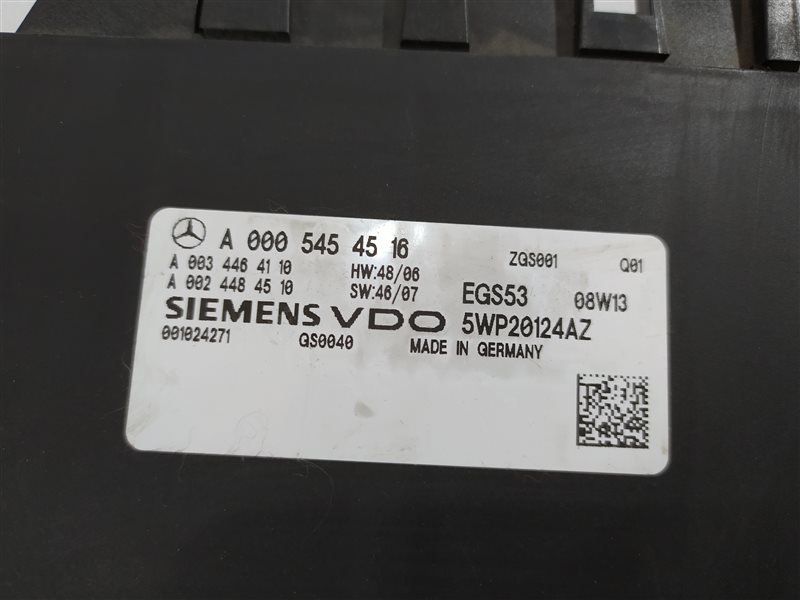 A 000 545 45 16 ZGS001 Q01
A 003 446 41 10 HW:48/06
A 002 448 45 10 SW:46/07 EGS53 08W13
SIEMENS VDO 5WP20124AZ
001024271 GS0040 MADE IN GERMANY